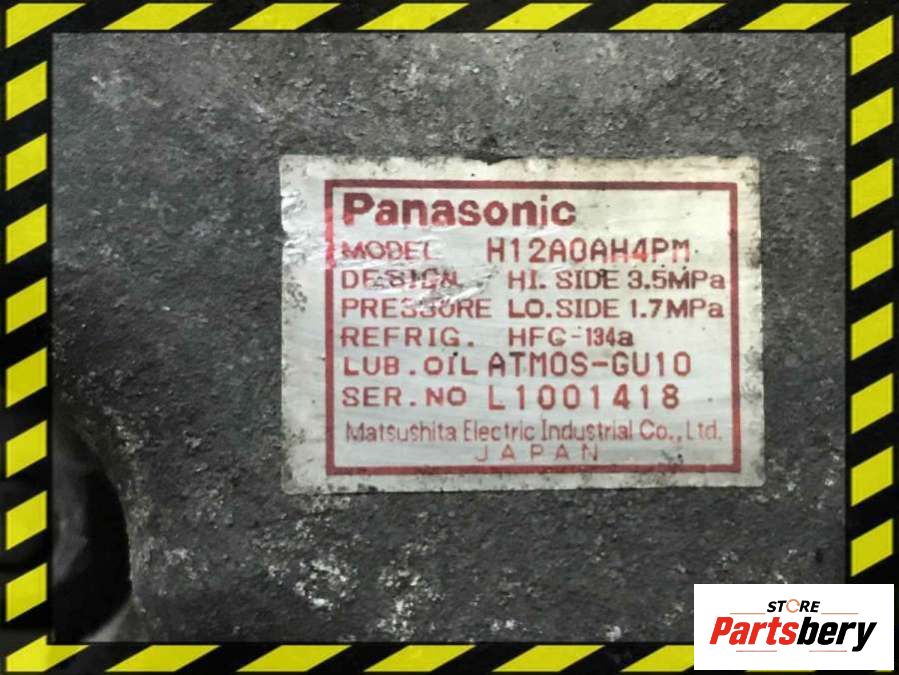 Panasonic
MODEL H12A0AH4PM
DESIGN HI. SIDE 3.5MPa
PRESSURE LO.SIDE 1.7MPa
REFRIG. HFC-134a
LUB.OIL ATMOS-GU10
SER.NO L1001418
Matsushita Electric Industrial Co.,Ltd.
JAPAN
STORE
Partsbery